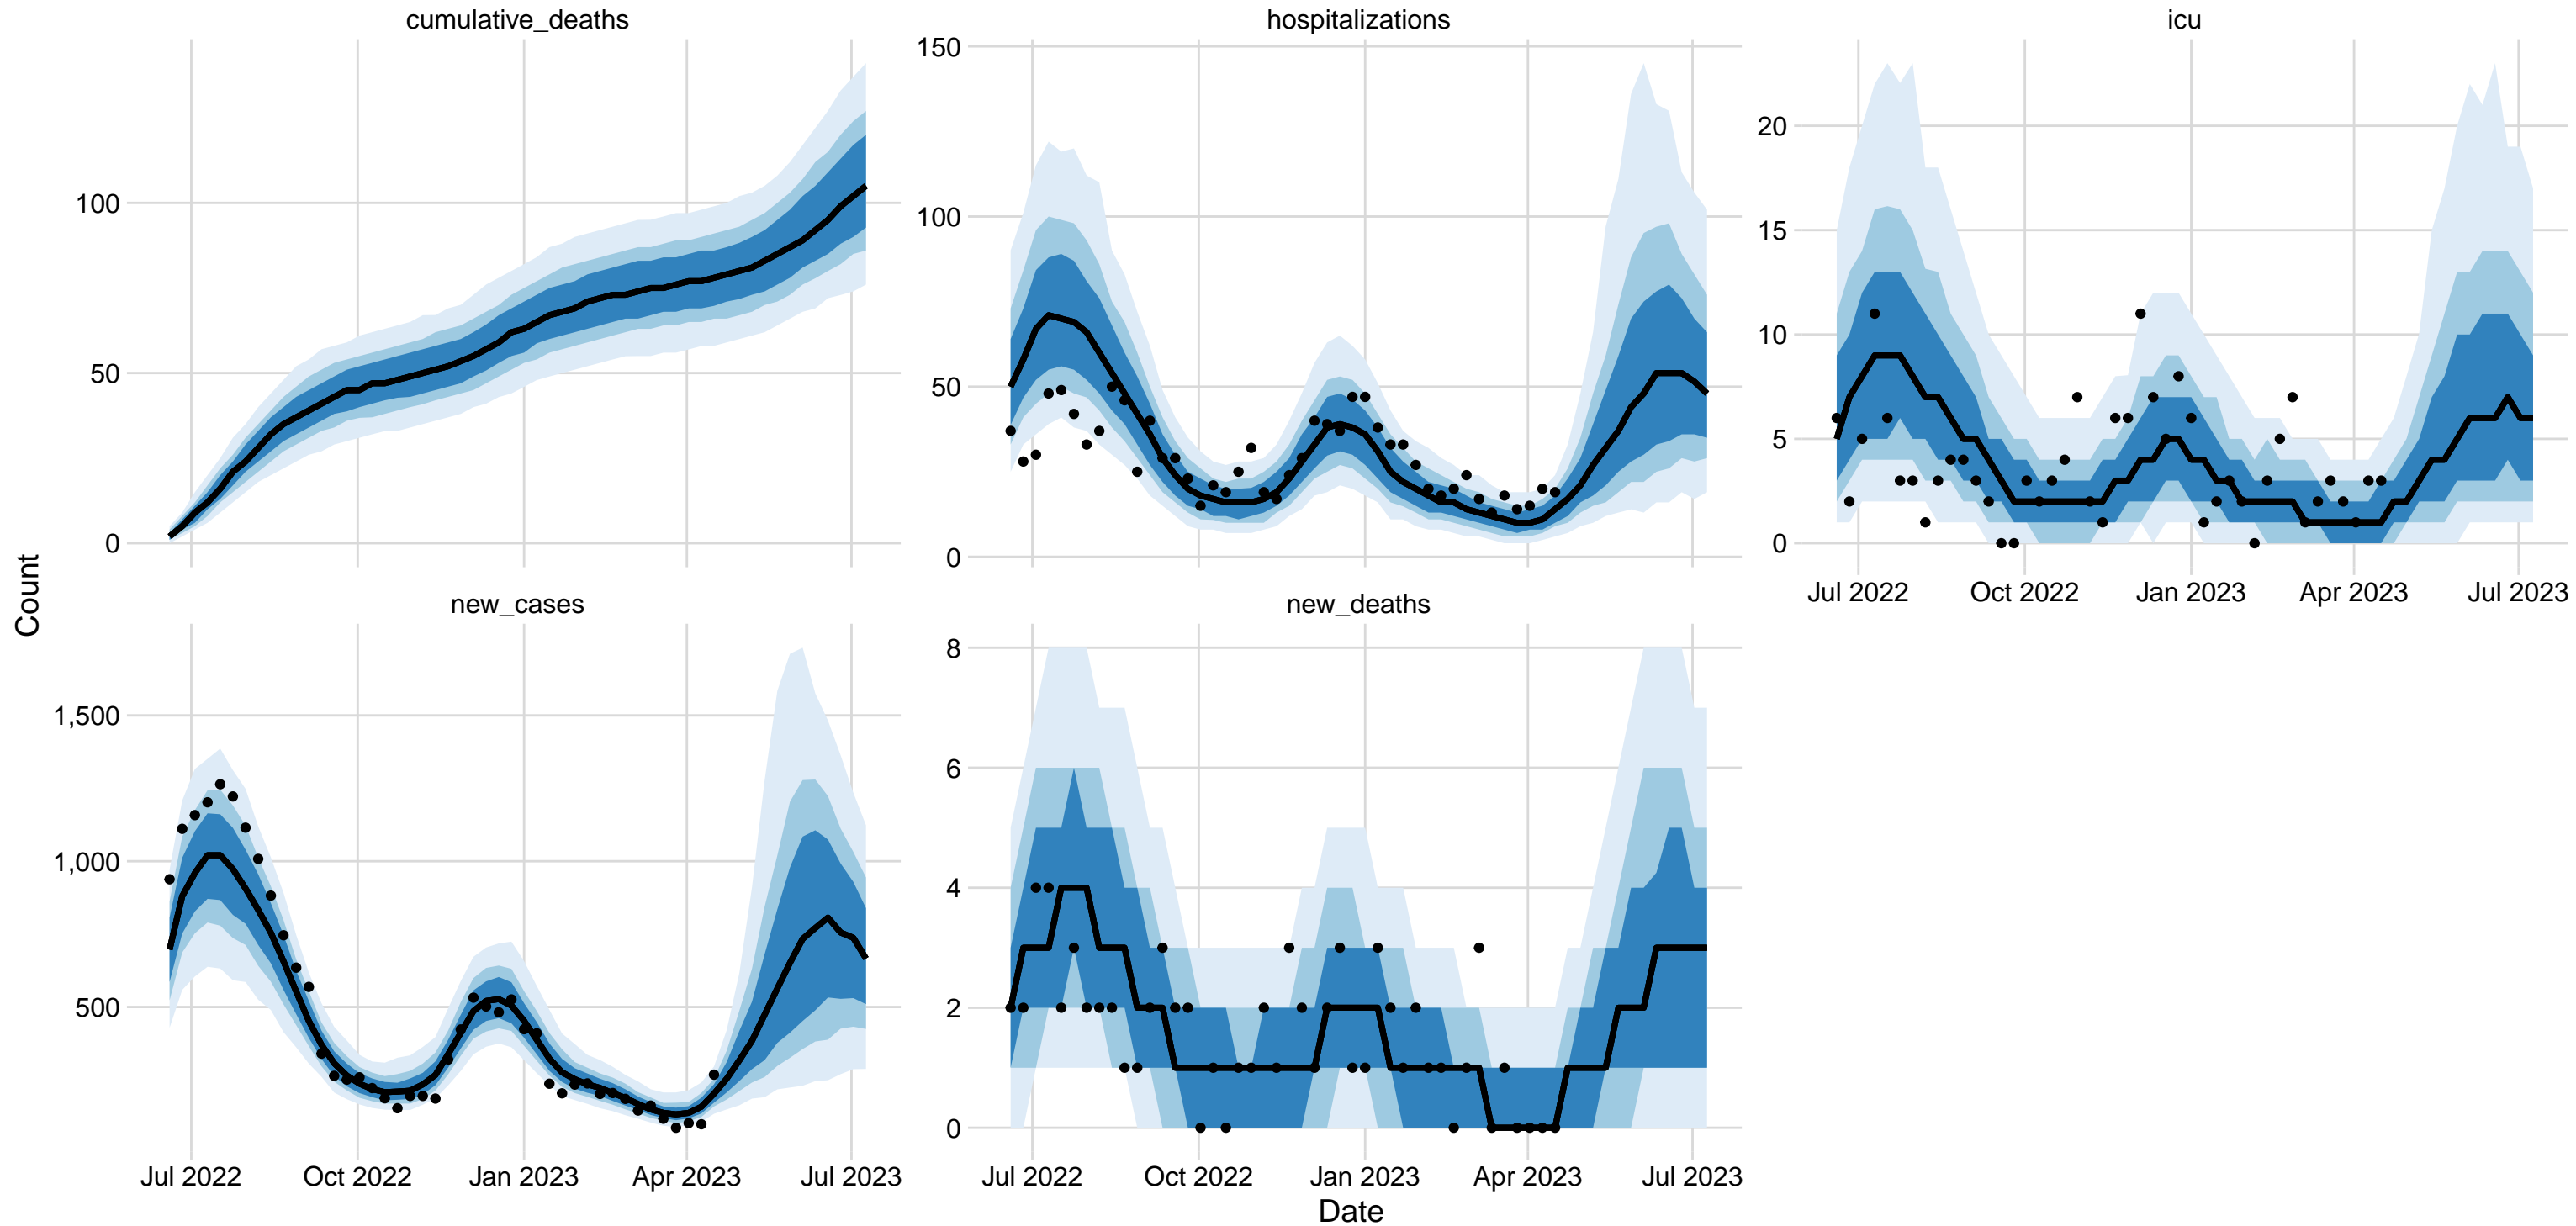 cumulative_deaths
hospitalizations
icu
100
50
0
150
100
50
0
20
15
10
5
0
Jul 2022 Oct 2022 Jan 2023 Apr 2023 Jul 2023
Count
new_cases
new_deaths
1,500
1,000
500
8
6
4
2
0
Jul 2022 Oct 2022 Jan 2023 Apr 2023 Jul 2023
Jul 2022 Oct 2022 Jan 2023 Apr 2023 Jul 2023
Date